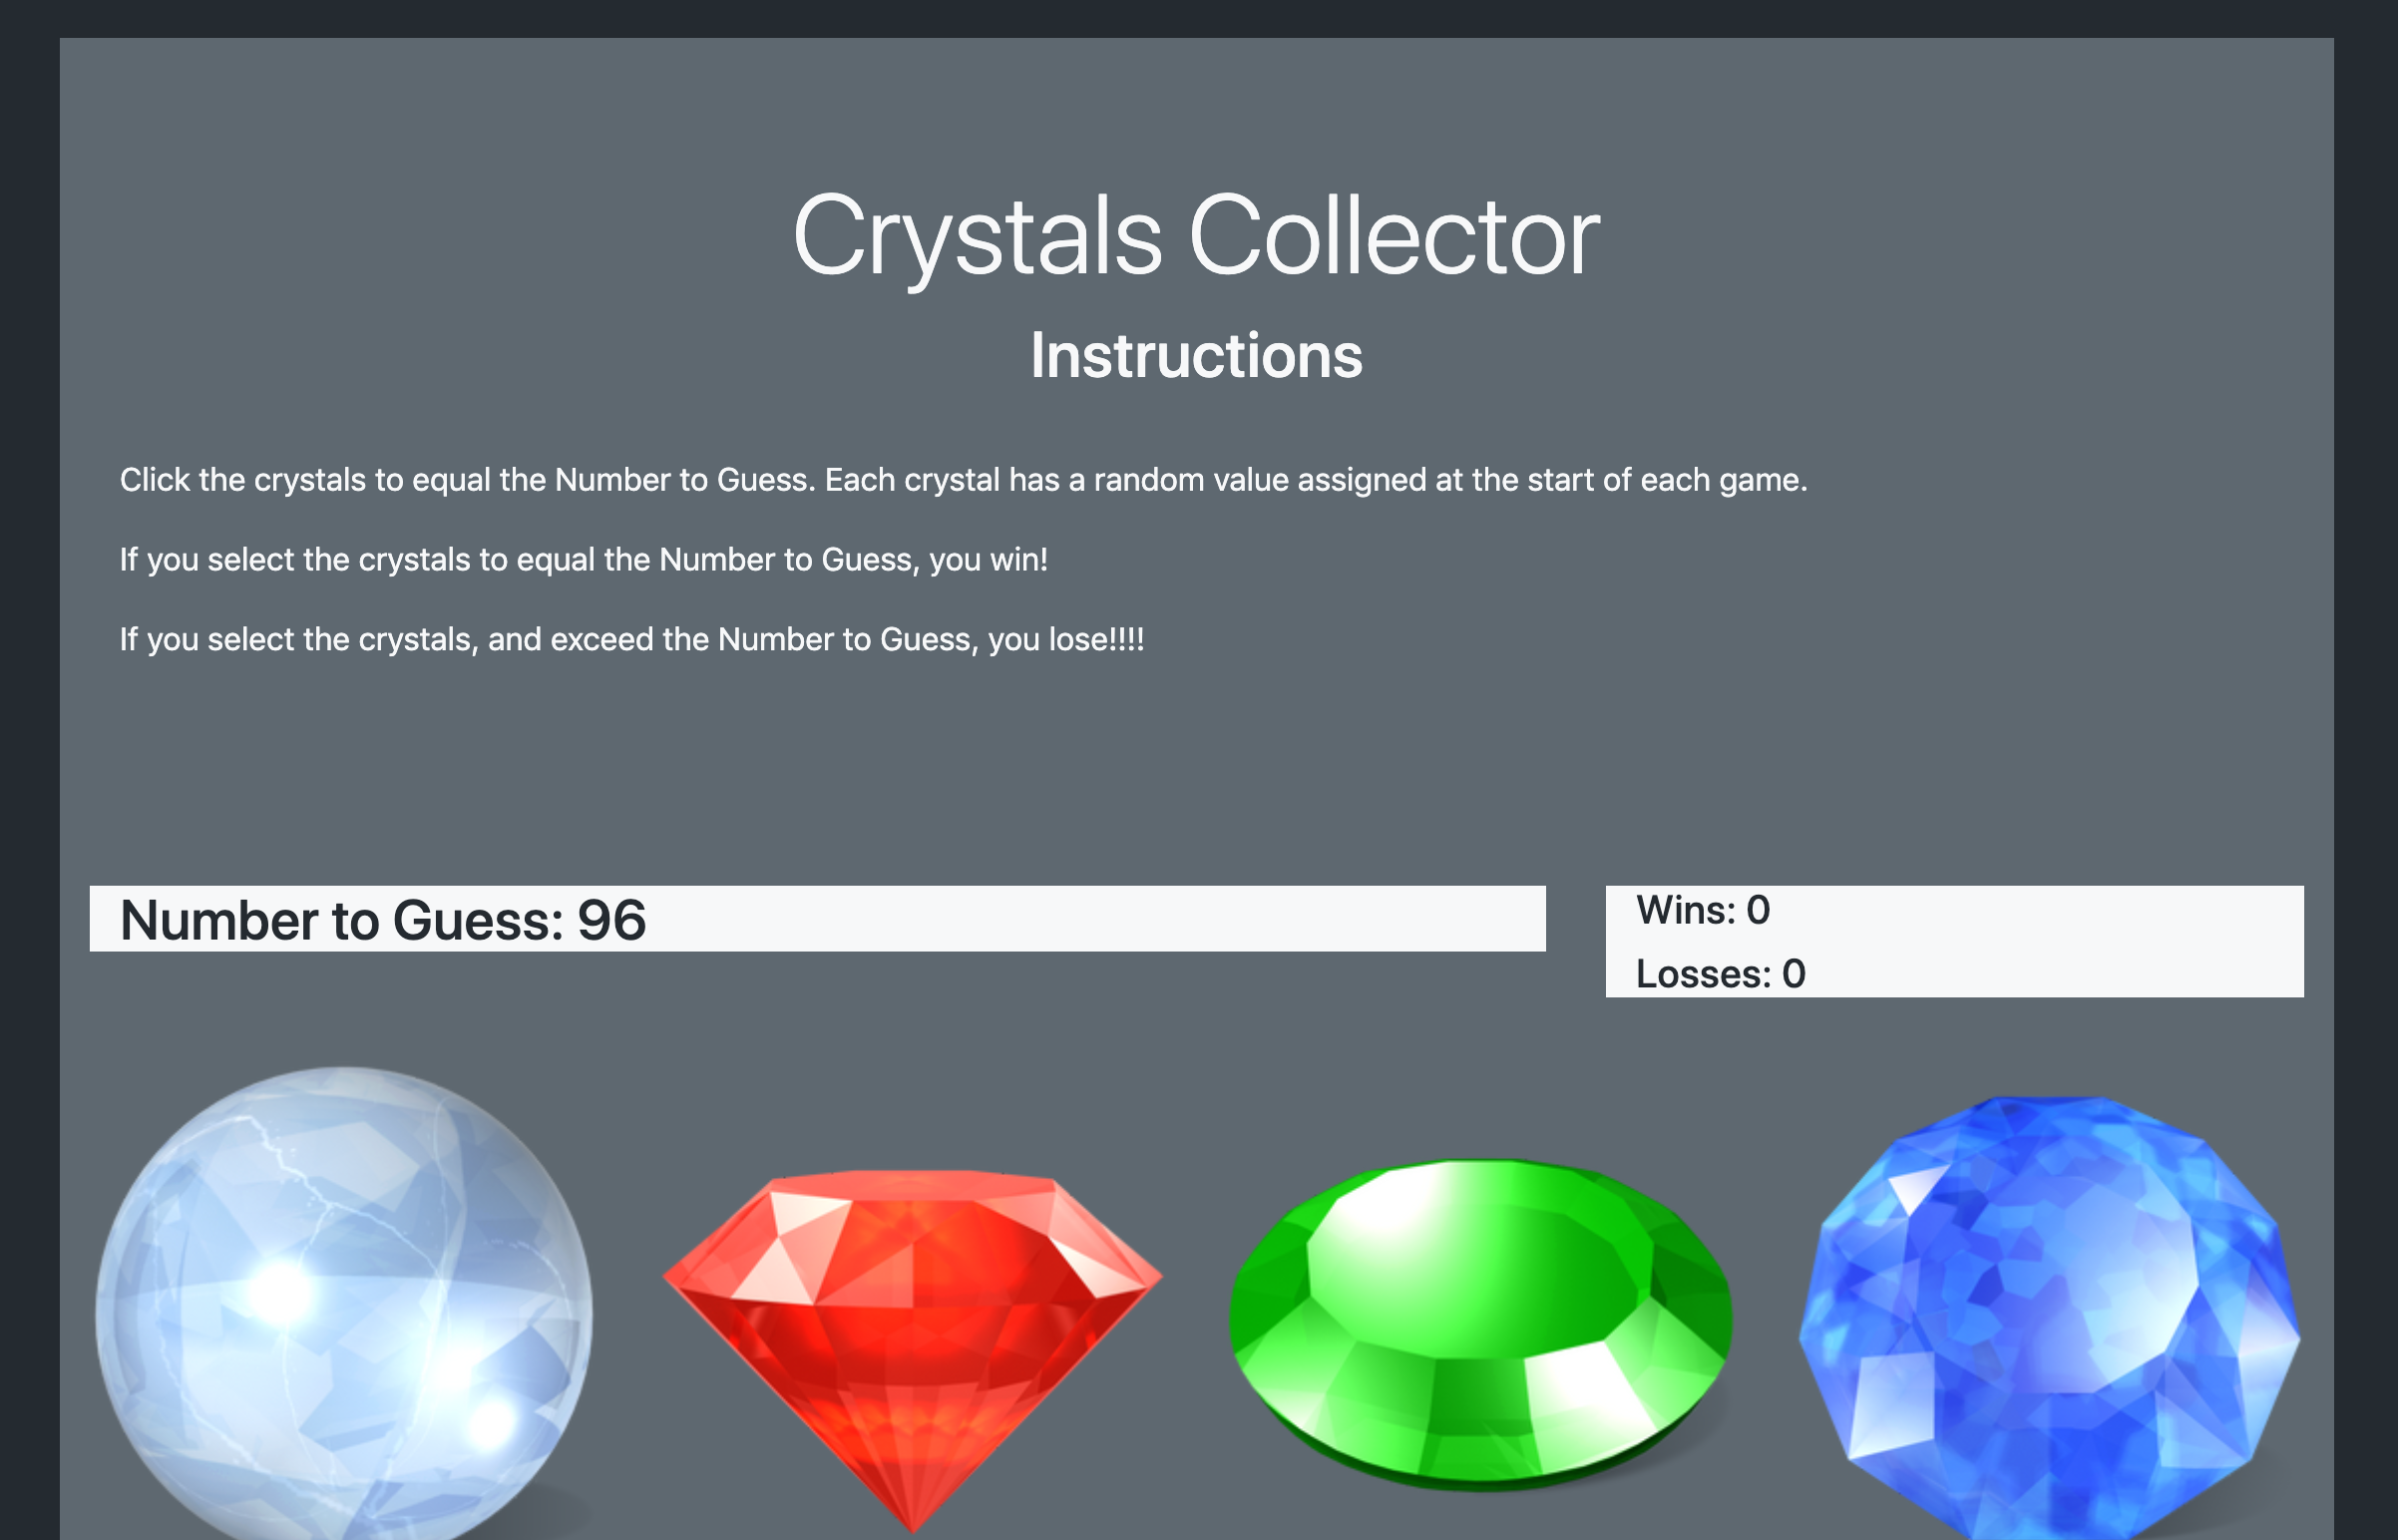 Crystals Collector
Instructions
Click the crystals to equal the Number to Guess. Each crystal has a random value assigned at the start of each game.
If you select the crystals to equal the Number to Guess, you win!
If you select the crystals, and exceed the Number to Guess, you lose!!!!
Number to Guess: 96
Wins: 0
Losses: 0